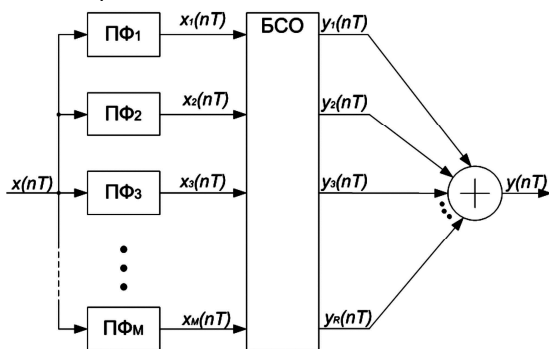 ПФ1 x1(nT) БСО y1(nT)
ПФ2 x2(nT) y2(nT)
x(nT) ПФ3 x3(nT) y3(nT) + y(nT)
ПФM xM(nT) yR(nT)